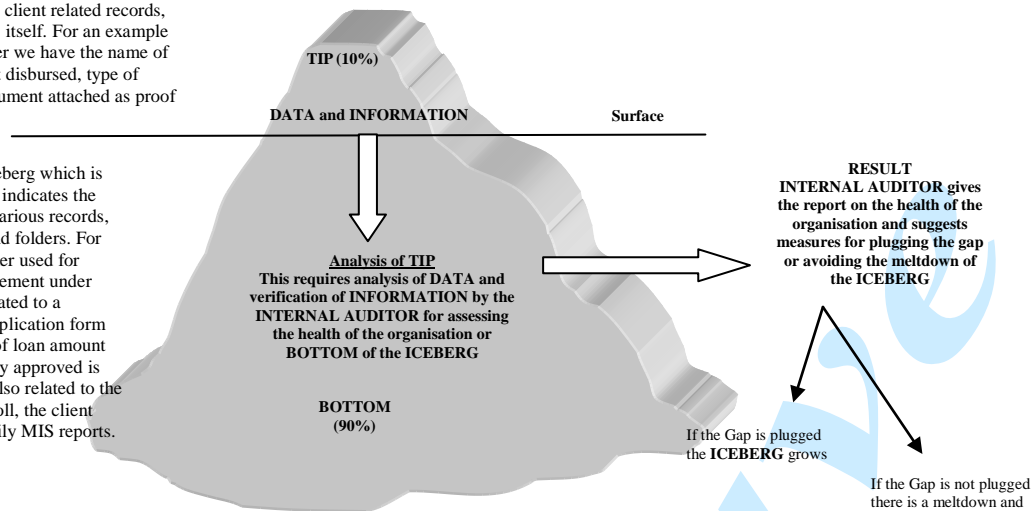 client related records,
itself. For an example
er we have the name of
t disbursed, type of
ument attached as proof
TIP (10%)
DATA and INFORMATION
Surface
eberg which is
indicates the
arious records,
nd folders. For
er used for
ement under
ated to a
plication form
of loan amount
y approved is
lso related to the
oll, the client
ily MIS reports.
Analysis of TIP
This requires analysis of DATA and
verification of INFORMATION by the
INTERNAL AUDITOR for assessing
the health of the organisation or
BOTTOM of the ICEBERG
BOTTOM
(90%)
RESULT
INTERNAL AUDITOR gives
the report on the health of the
organisation and suggests
measures for plugging the gap
or avoiding the meltdown of
the ICEBERG
If the Gap is plugged
the ICEBERG grows
If the Gap is not plugged
there is a meltdown and